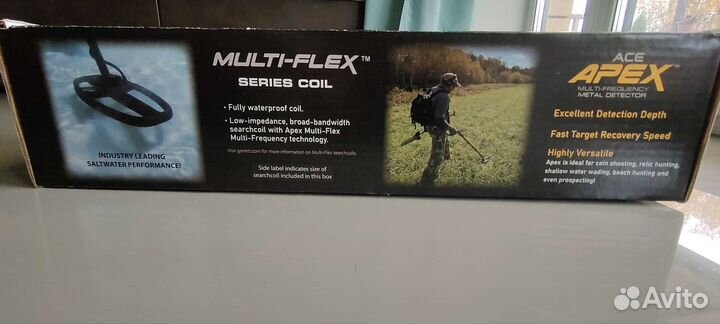 INDUSTRY LEADING
SALTWATER PERFORMANCE!
MULTI-FLEX™
SERIES COIL
• Fully waterproof coil.
• Low-impedance, broad-bandwidth
searchcoil with Apex Multi-Flex
Multi-Frequency technology.
Visit garrett.com for more information on Multi-Flex searchcoils.
Side label indicates size of
searchcoil included in this box
ACE
APEX™
MULTI-FREQUENCY
METAL DETECTOR
Excellent Detection Depth
Fast Target Recovery Speed
Highly Versatile
Apex is ideal for coin shooting, relic hunting,
shallow water wading, beach hunting and
even prospecting!
Avito